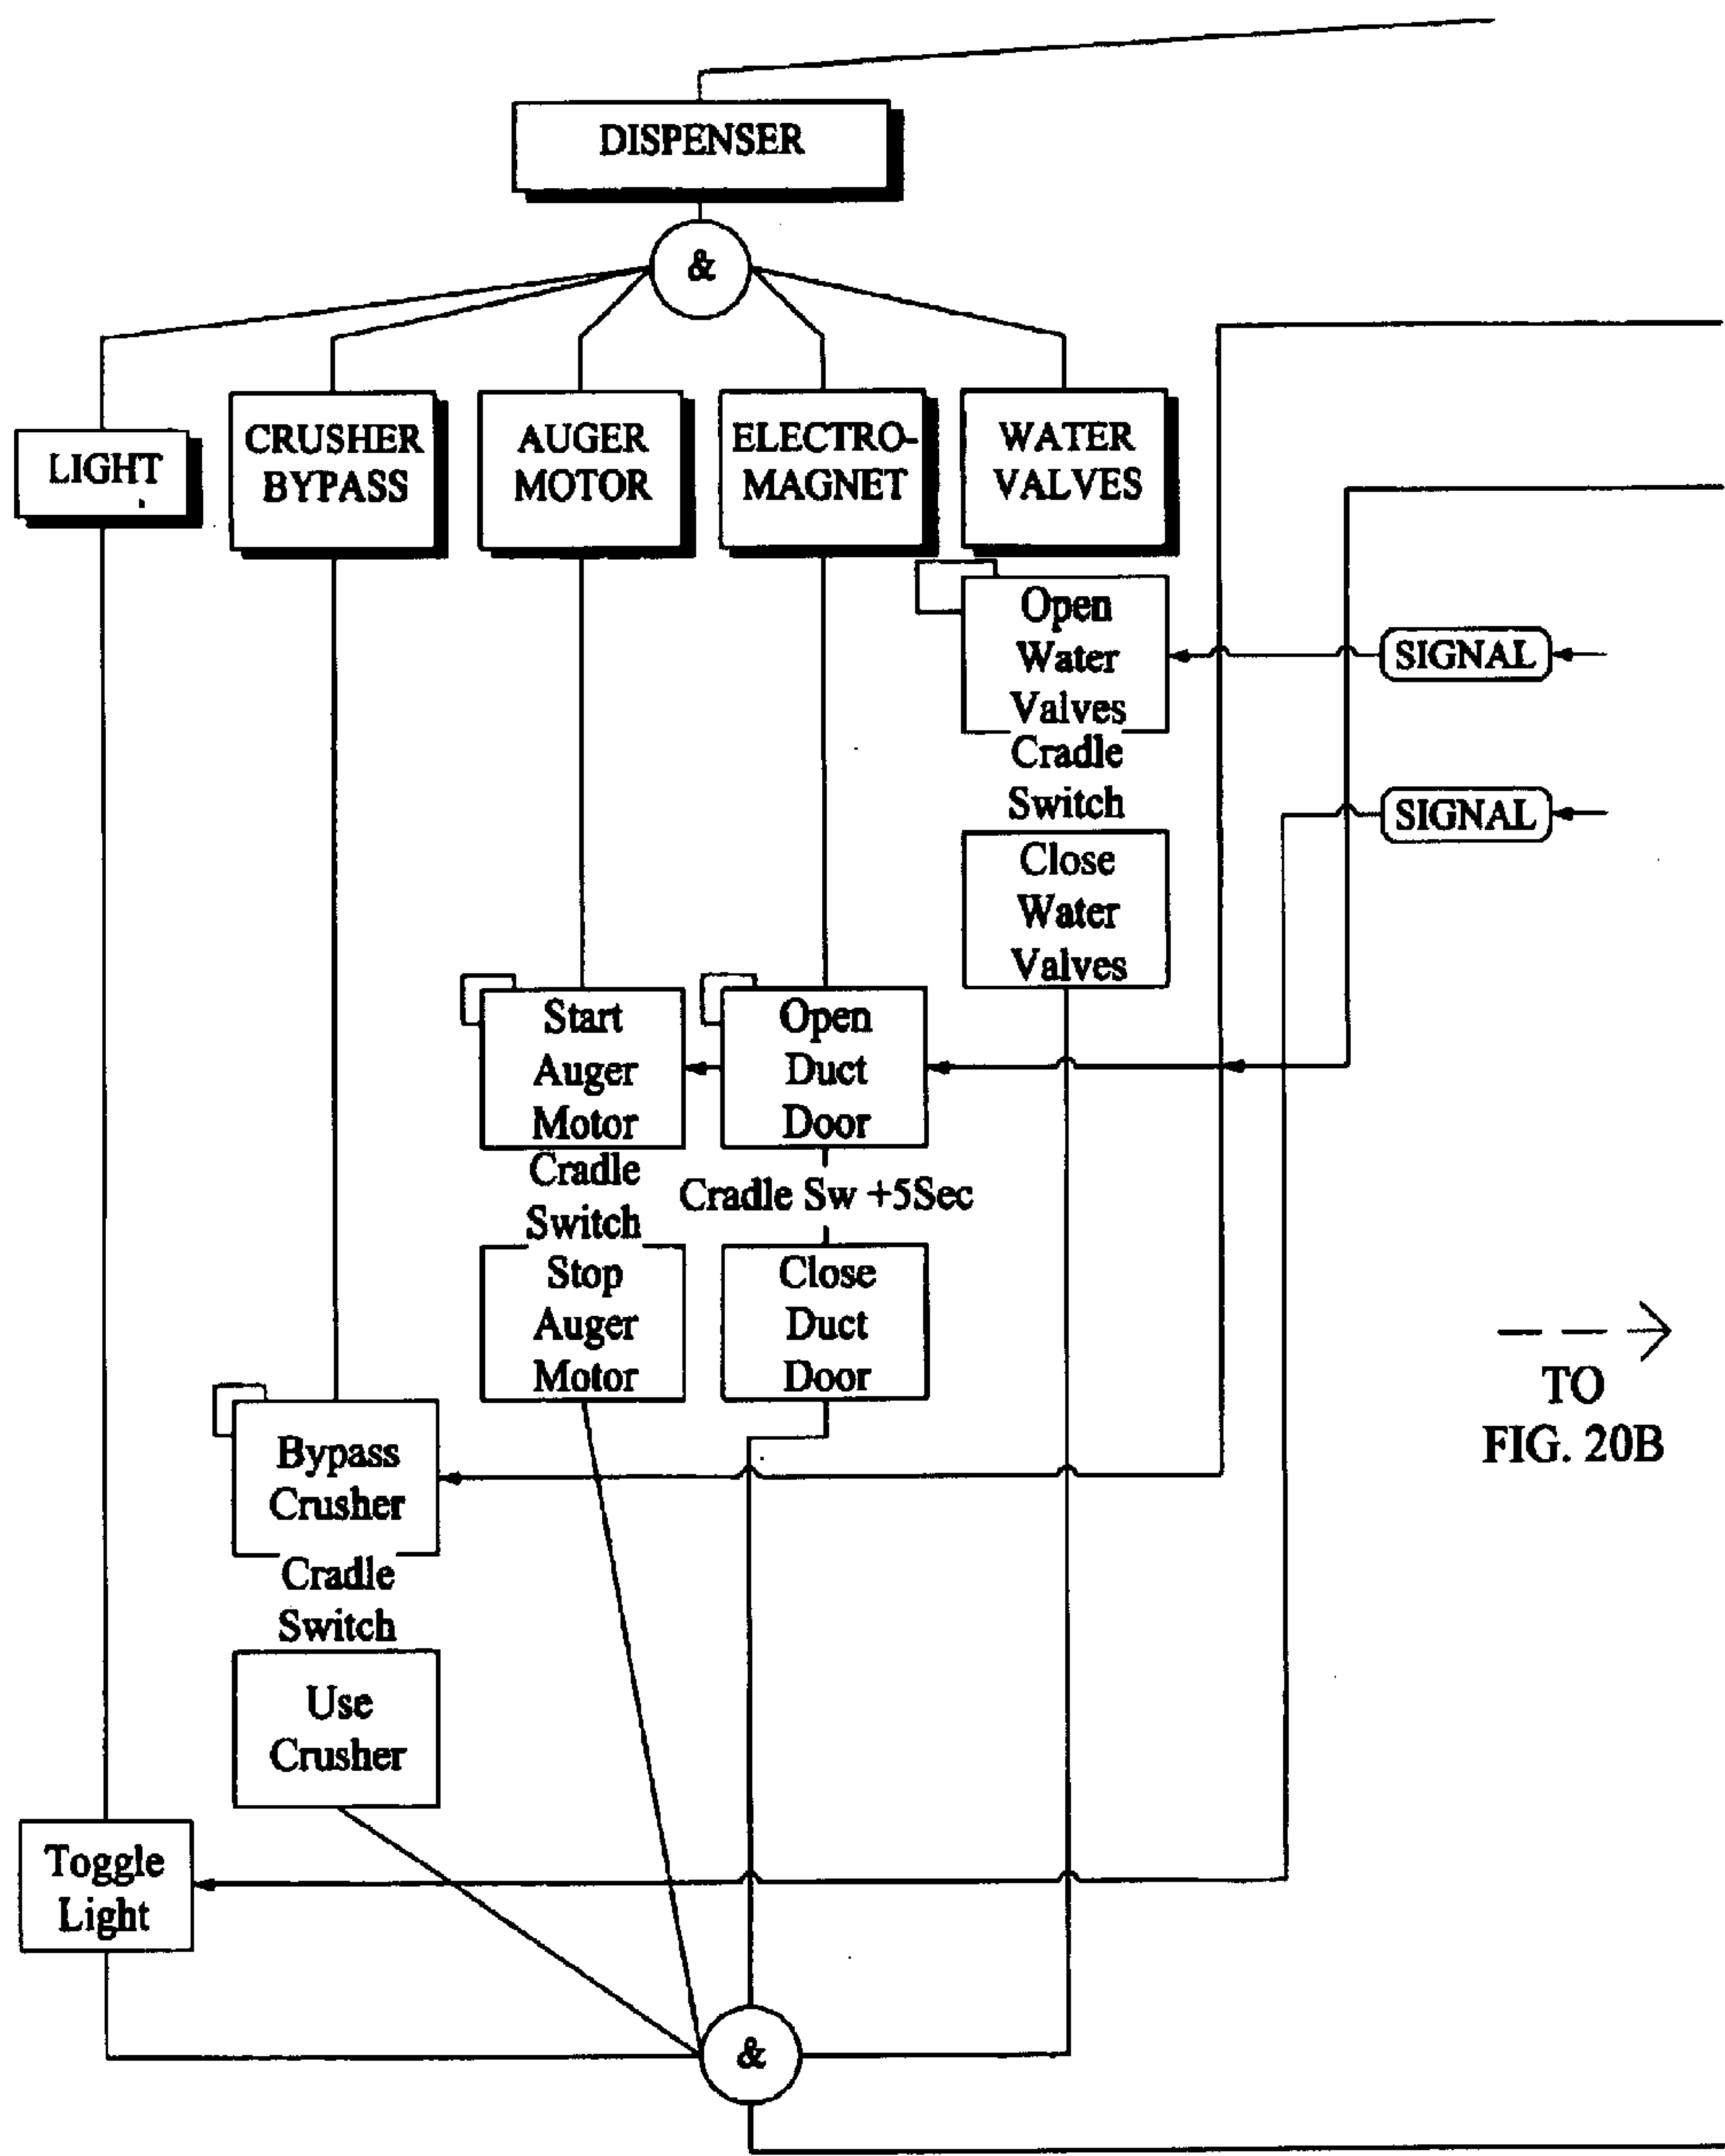 DISPENSER
&
LIGHT
CRUSHER
BYPASS
AUGER
MOTOR
ELECTRO-
MAGNET
WATER
VALVES
Open
Water
Valves
SIGNAL
Cradle
Switch
SIGNAL
Close
Water
Valves
Start
Auger
Motor
Open
Duct
Door
Cradle
Switch
Cradle Sw +5Sec
Stop
Auger
Motor
Close
Duct
Door
TO
FIG. 20B
Bypass
Crusher
Cradle
Switch
Use
Crusher
Toggle
Light
&